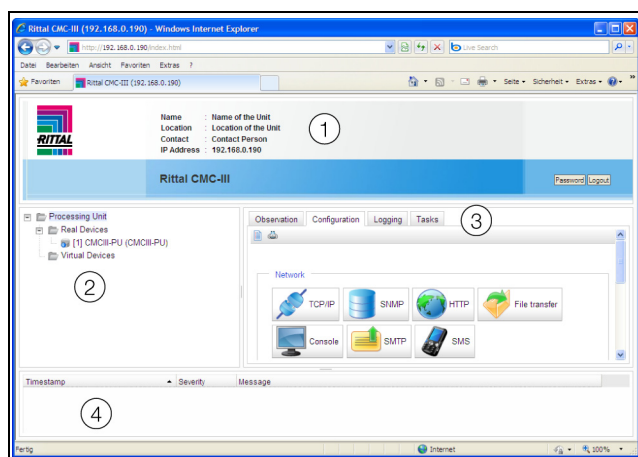 Rittal CMC-III (192.168.0.190) - Windows Internet Explorer
http://192.168.0.190/index.html
Live Search
Datei Bearbeiten Ansicht Favoriten Extras ?
Favoriten Rittal CMC-III (192.168.0.190) Seite Sicherheit Extras
RITTAL
Name : Name of the Unit
Location : Location of the Unit
Contact : Contact Person
IP Address : 192.168.0.190
1
Rittal CMC-III
Password Logout
Processing Unit
Real Devices
[1] CMCIII-PU (CMCIII-PU)
Virtual Devices
2
Observation Configuration Logging Tasks
3
Network
TCP/IP SNMP HTTP File transfer
Console SMTP SMS
Timestamp Severity Message
4
Fertig Internet 100%